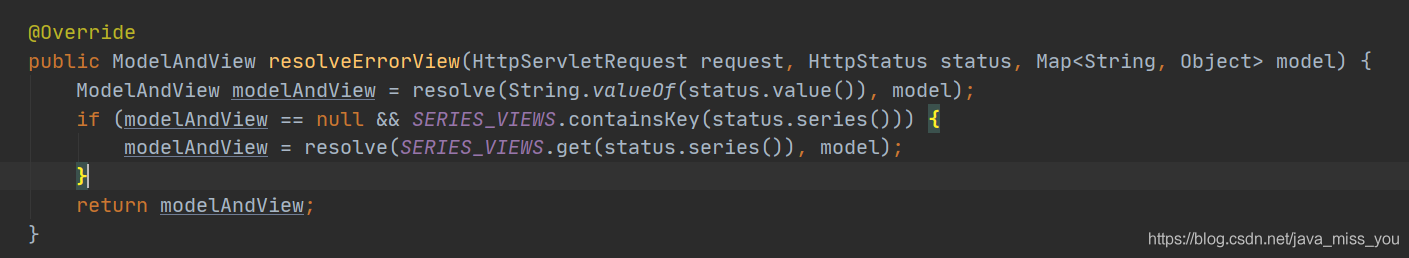 @Override
public ModelAndView resolveErrorView(HttpServletRequest request, HttpStatus status, Map<String, Object> model) {
    ModelAndView modelAndView = resolve(String.valueOf(status.value()), model);
    if (modelAndView == null && SERIES_VIEWS.containsKey(status.series())) {
        modelAndView = resolve(SERIES_VIEWS.get(status.series()), model);
    }
    return modelAndView;
}
https://blog.csdn.net/java_miss_you